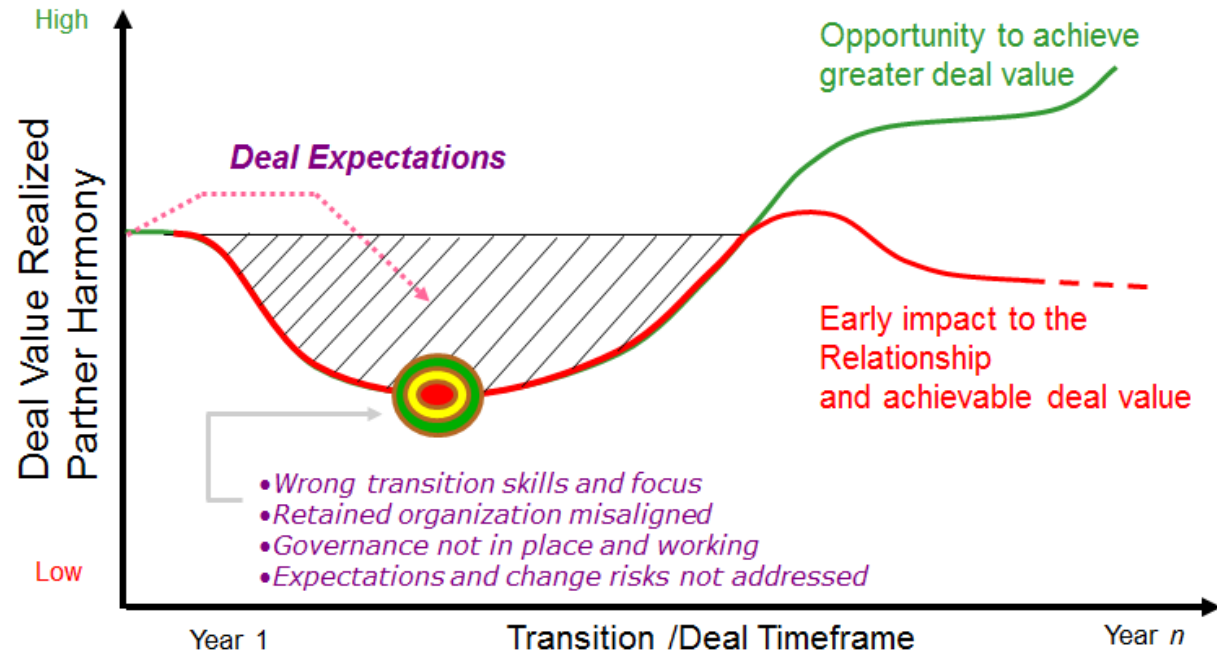 High
Opportunity to achieve
greater deal value
Deal Expectations
Deal Value Realized
Partner Harmony
Early impact to the
Relationship
and achievable deal value
•Wrong transition skills and focus
•Retained organization misaligned
•Governance not in place and working
•Expectations and change risks not addressed
Low
Year 1
Transition /Deal Timeframe
Year n